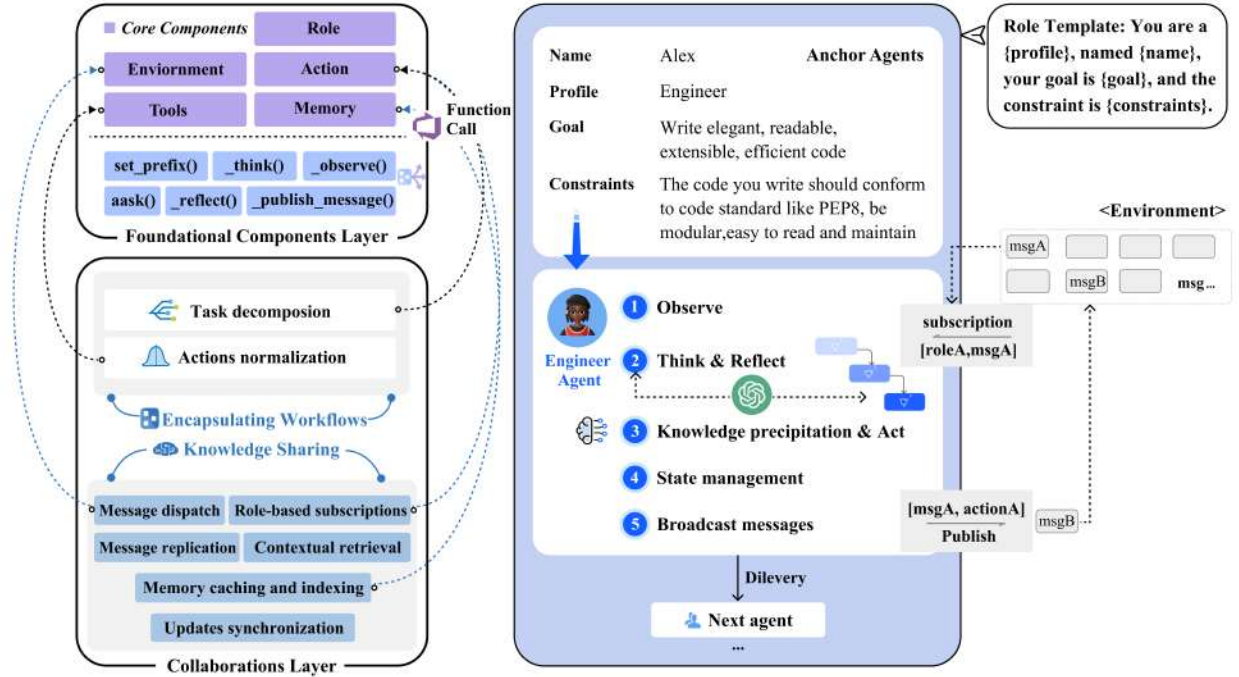 Core Components
Role
Enviornment
Action
Tools
Memory
Function
Call
set_prefix()
_think()
_observe()
aask()
_reflect()
_publish_message()
Foundational Components Layer
Task decomposion
Actions normalization
Encapsulating Workflows
Knowledge Sharing
Message dispatch
Role-based subscriptions
Message replication
Contextual retrieval
Memory caching and indexing
Updates synchronization
Collaborations Layer
Name Alex Anchor Agents
Profile Engineer
Goal Write elegant, readable,
extensible, efficient code
Constraints The code you write should conform
to code standard like PEP8, be
modular,easy to read and maintain
Engineer
Agent
1 Observe
2 Think & Reflect
3 Knowledge precipitation & Act
4 State management
5 Broadcast messages
Dilevery
Next agent
...
Role Template: You are a
{profile}, named {name},
your goal is {goal}, and the
constraint is {constraints}.
<Environment>
msgA
msgB
msg...
subscription
[roleA,msgA]
[msgA, actionA]
Publish
msgB